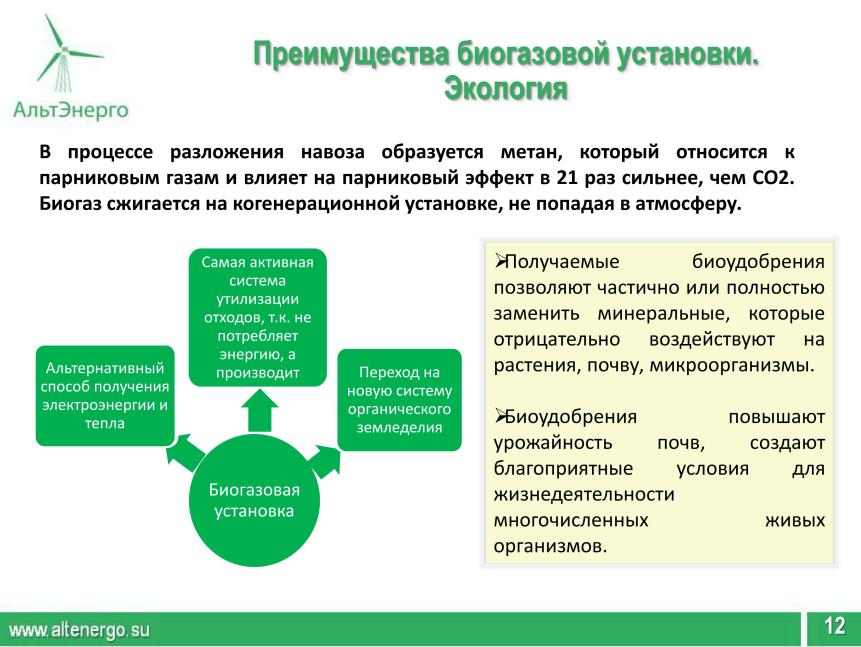 АльтЭнерго
Преимущества биогазовой установки.
Экология
В процессе разложения навоза образуется метан, который относится к
парниковым газам и влияет на парниковый эффект в 21 раз сильнее, чем СО2.
Биогаз сжигается на когенерационной установке, не попадая в атмосферу.
Самая активная
система
утилизации
отходов, т.к. не
потребляет
энергию, а
производит
Альтернативный
способ получения
электроэнергии и
тепла
Переход на
новую систему
органического
земледелия
Биогазовая
установка
➢Получаемые биоудобрения
позволяют частично или полностью
заменить минеральные, которые
отрицательно воздействуют на
растения, почву, микроорганизмы.
➢Биоудобрения повышают
урожайность почв, создают
благоприятные условия для
жизнедеятельности
многочисленных живых
организмов.
www.altenergo.su
12